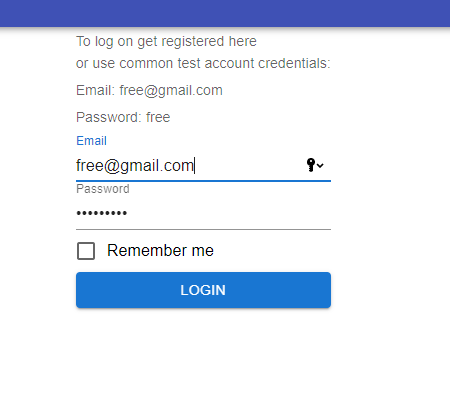 To log on get registered here
or use common test account credentials:
Email: free@gmail.com
Password: free
Email
free@gmail.com
Password
•••••••••
Remember me
LOGIN